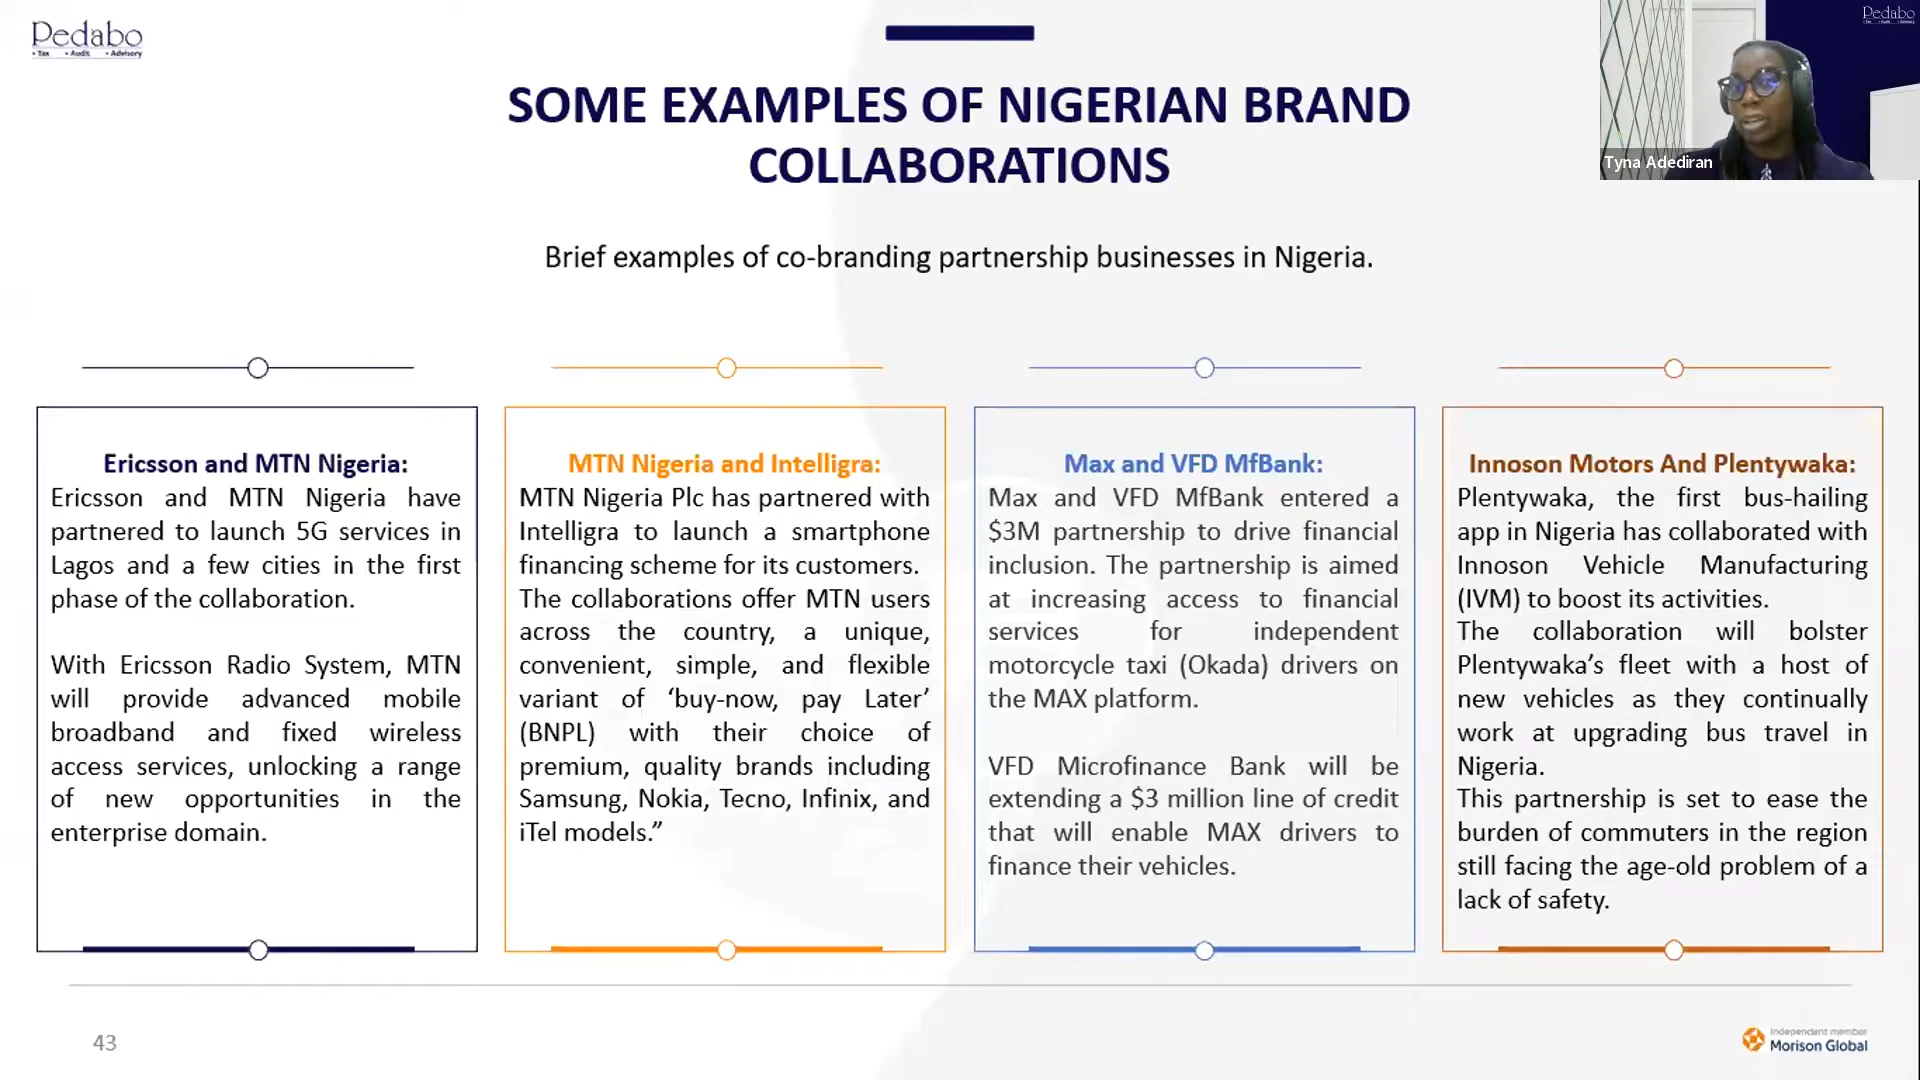 Pedabo
• Tax • Audit • Advisory
Pedabo
SOME EXAMPLES OF NIGERIAN BRAND
COLLABORATIONS
Tyna Adediran
Brief examples of co-branding partnership businesses in Nigeria.
Ericsson and MTN Nigeria:
Ericsson and MTN Nigeria have
partnered to launch 5G services in
Lagos and a few cities in the first
phase of the collaboration.
With Ericsson Radio System, MTN
will provide advanced mobile
broadband and fixed wireless
access services, unlocking a range
of new opportunities in the
enterprise domain.
MTN Nigeria and Intelligra:
MTN Nigeria Plc has partnered with
Intelligra to launch a smartphone
financing scheme for its customers.
The collaborations offer MTN users
across the country, a unique,
convenient, simple, and flexible
variant of ‘buy-now, pay Later’
(BNPL) with their choice of
premium, quality brands including
Samsung, Nokia, Tecno, Infinix, and
iTel models.”
Max and VFD MfBank:
Max and VFD MfBank entered a
$3M partnership to drive financial
inclusion. The partnership is aimed
at increasing access to financial
services for independent
motorcycle taxi (Okada) drivers on
the MAX platform.
VFD Microfinance Bank will be
extending a $3 million line of credit
that will enable MAX drivers to
finance their vehicles.
Innoson Motors And Plentywaka:
Plentywaka, the first bus-hailing
app in Nigeria has collaborated with
Innoson Vehicle Manufacturing
(IVM) to boost its activities.
The collaboration will bolster
Plentywaka’s fleet with a host of
new vehicles as they continually
work at upgrading bus travel in
Nigeria.
This partnership is set to ease the
burden of commuters in the region
still facing the age-old problem of a
lack of safety.
43
Independent member
Morison Global